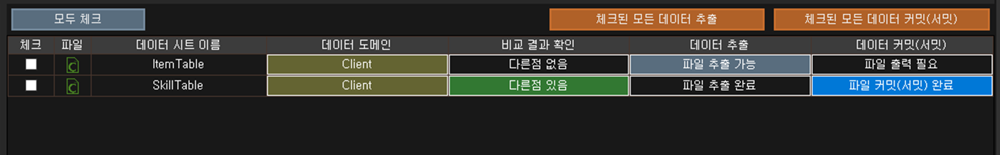 모두 체크 체크된 모든 데이터 추출 체크된 모든 데이터 커밋(서밋)
체크 파일 데이터 시트 이름 데이터 도메인 비교 결과 확인 데이터 추출 데이터 커밋(서밋)
ItemTable Client 다른점 없음 파일 추출 가능 파일 출력 필요
SkillTable Client 다른점 있음 파일 추출 완료 파일 커밋(서밋) 완료